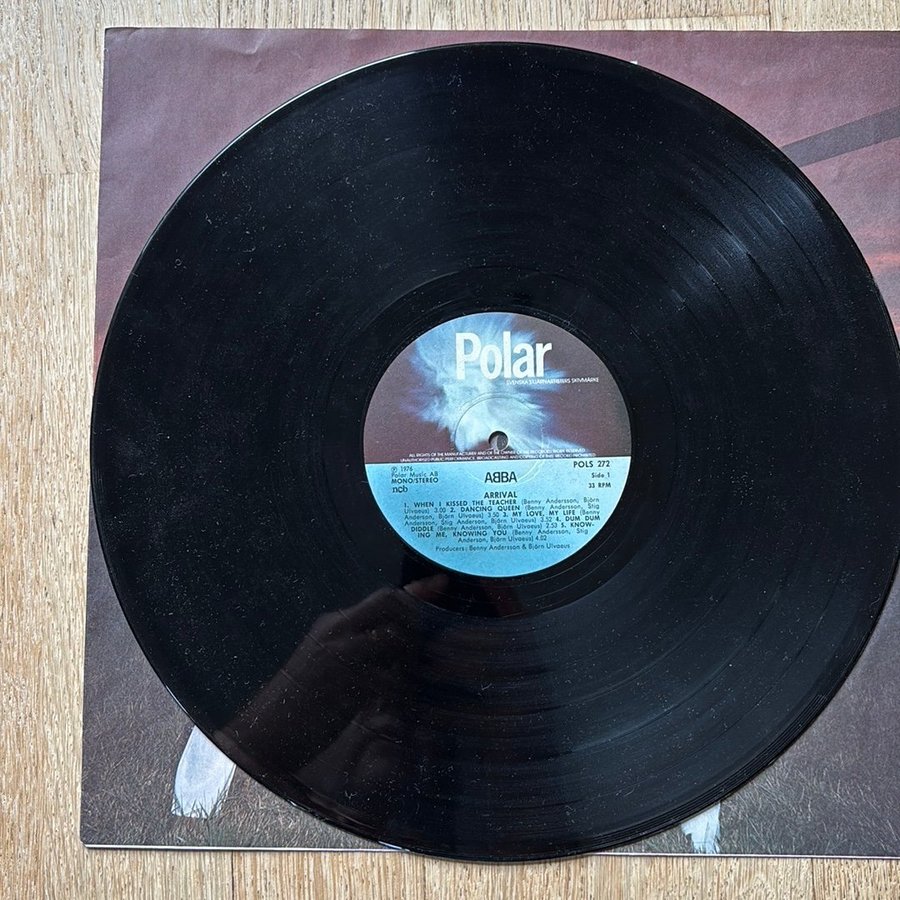 Polar
SVENSKA STJÄRNARTISTERS SKIVMÄRKE
ALL RIGHTS OF THE MANUFACTURER AND OF THE OWNER OF THE RECORDED WORK RESERVED
UNAUTHORISED PUBLIC PERFORMANCE, BROADCASTING AND COPYING OF THIS RECORD PROHIBITED
℗ 1976
Polar Music AB
MONO/STEREO
ncb
ABBA
POLS 272
Side 1
33 RPM
ARRIVAL
1. WHEN I KISSED THE TEACHER (Benny Andersson, Björn
Ulvaeus) 3.00 2. DANCING QUEEN (Benny Andersson, Stig
Anderson, Björn Ulvaeus) 3.50 3. MY LOVE, MY LIFE (Benny
Andersson, Stig Anderson, Björn Ulvaeus) 3.52 4. DUM DUM
DIDDLE (Benny Andersson, Björn Ulvaeus) 2.53 5. KNOW-
ING ME, KNOWING YOU (Benny Andersson, Stig
Anderson, Björn Ulvaeus) 4.02
Producers: Benny Andersson & Björn Ulvaeus